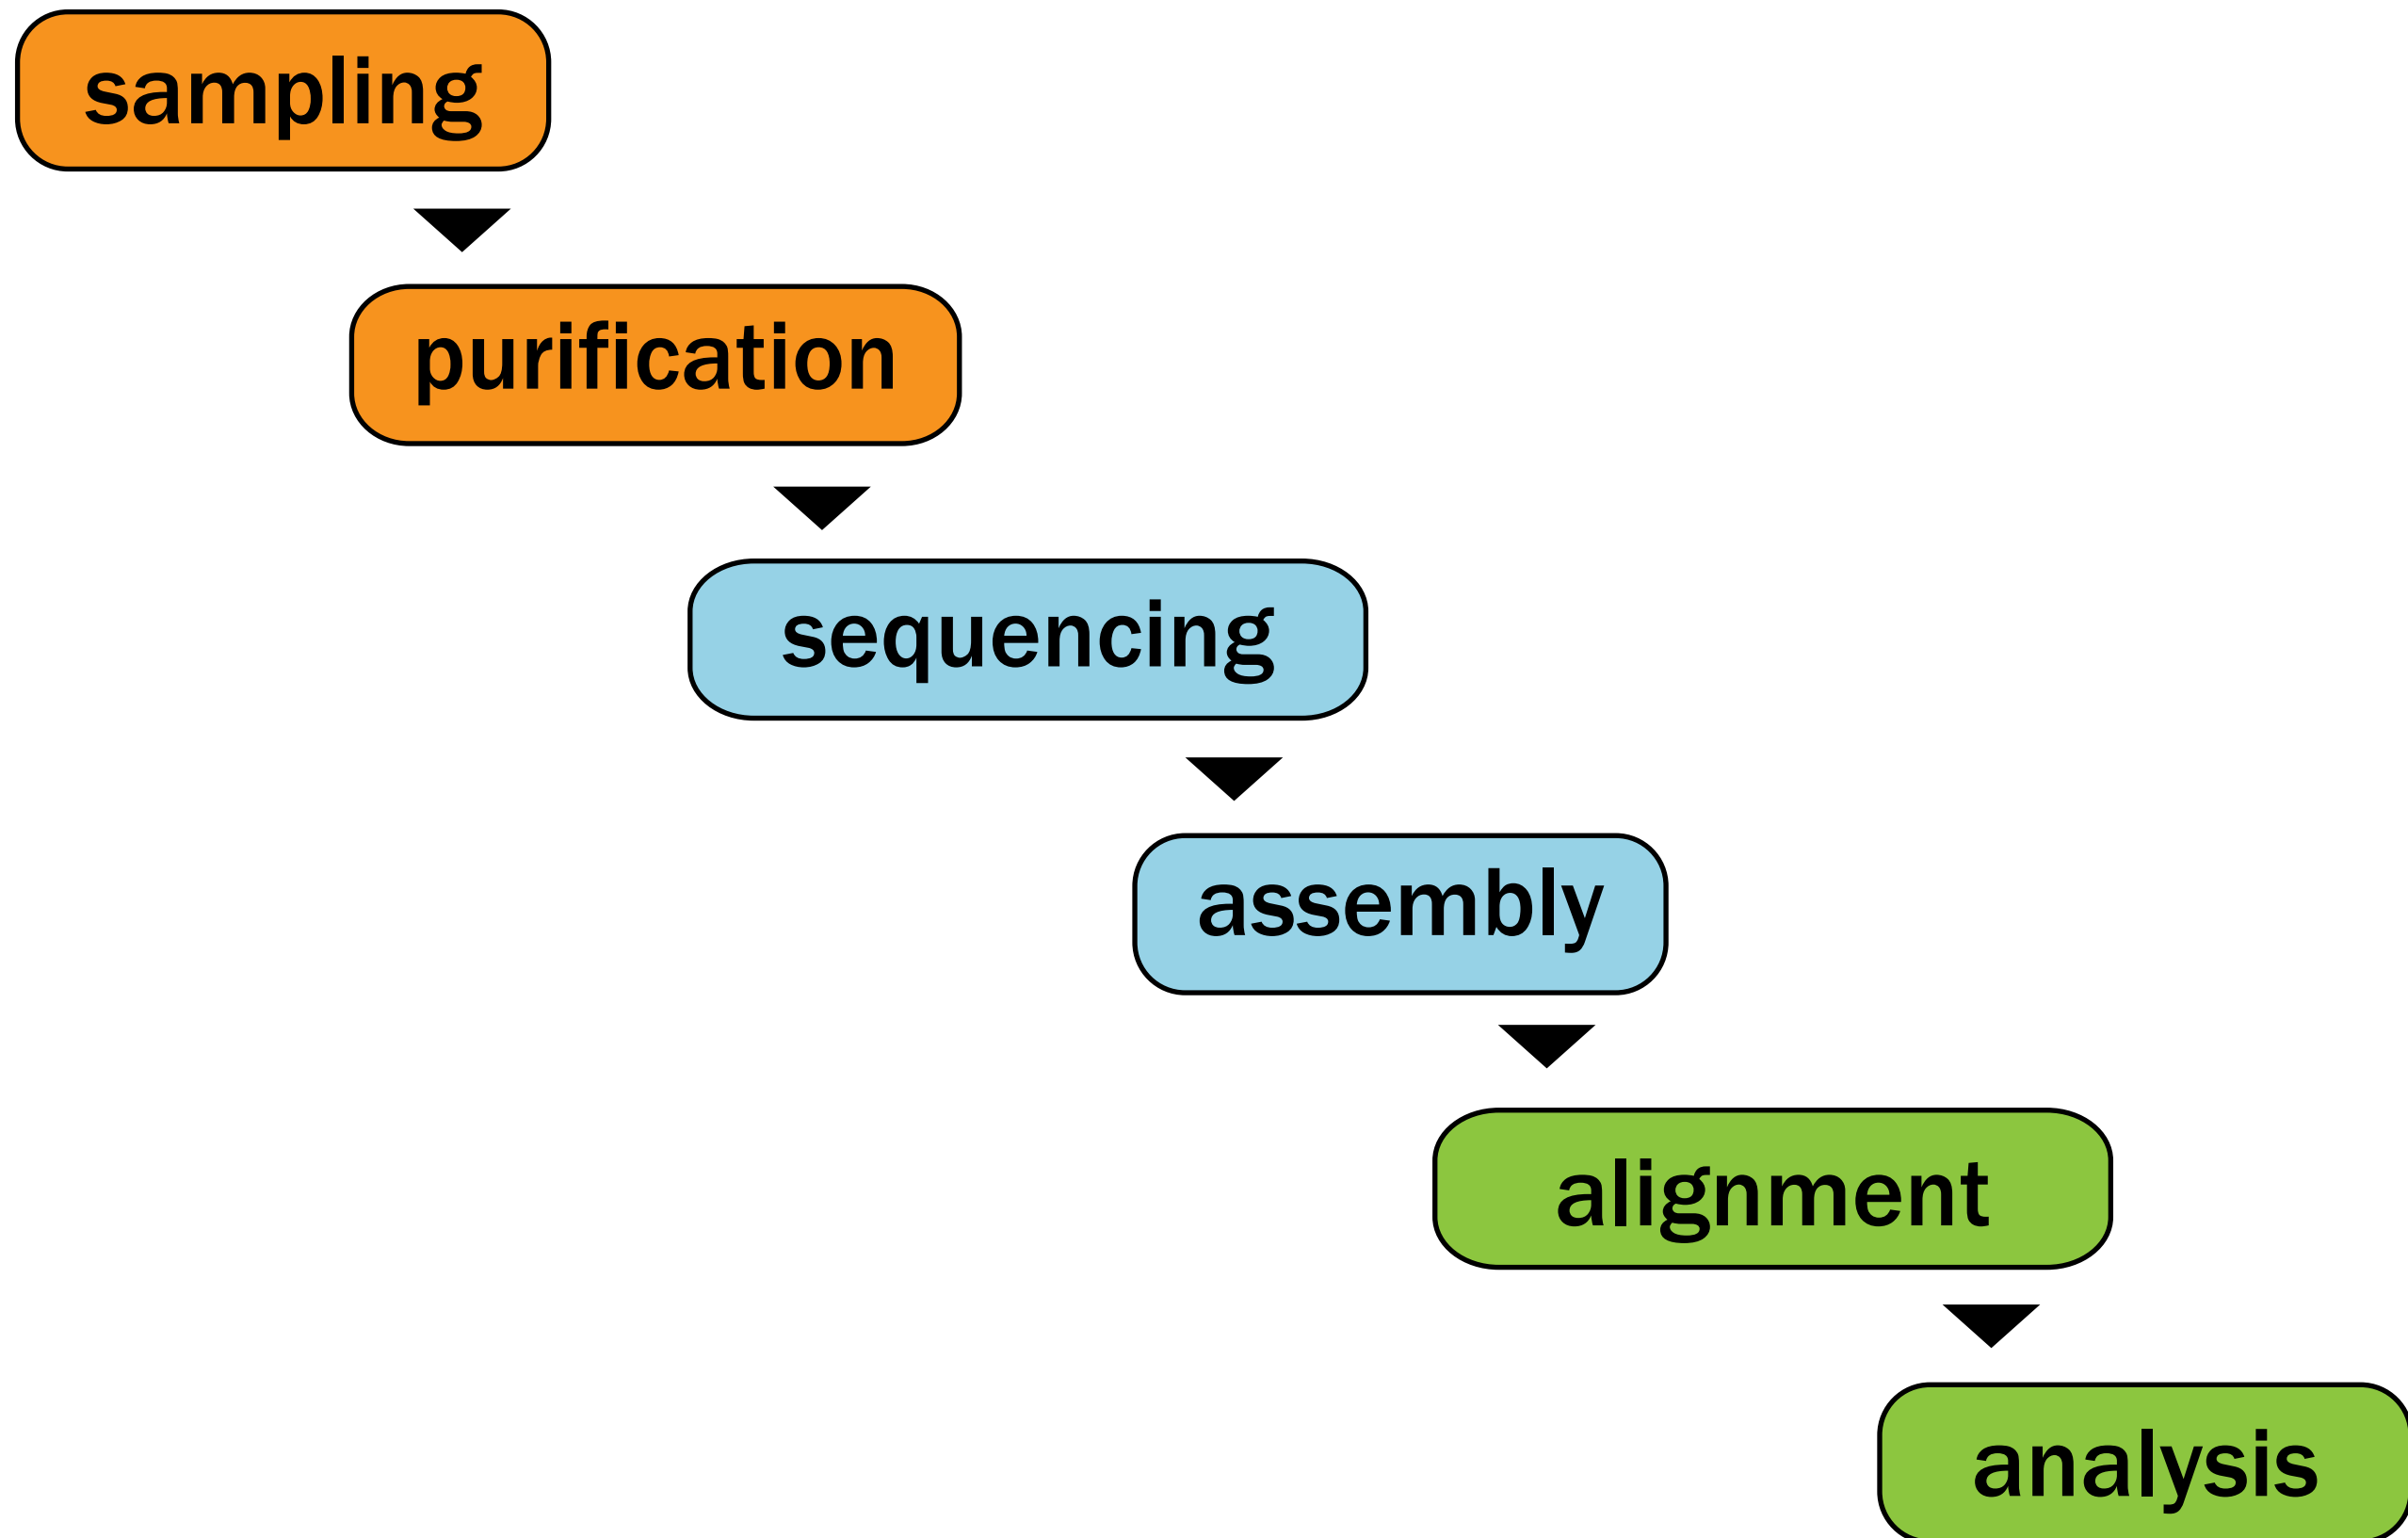 sampling
purification
sequencing
assembly
alignment
analysis